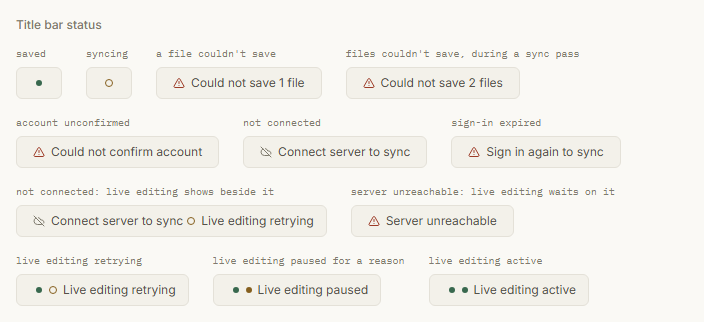 Title bar status
saved syncing a file couldn't save files couldn't save, during a sync pass
Could not save 1 file Could not save 2 files
account unconfirmed not connected sign-in expired
Could not confirm account Connect server to sync Sign in again to sync
not connected: live editing shows beside it server unreachable: live editing waits on it
Connect server to sync Live editing retrying Server unreachable
live editing retrying live editing paused for a reason live editing active
Live editing retrying Live editing paused Live editing active